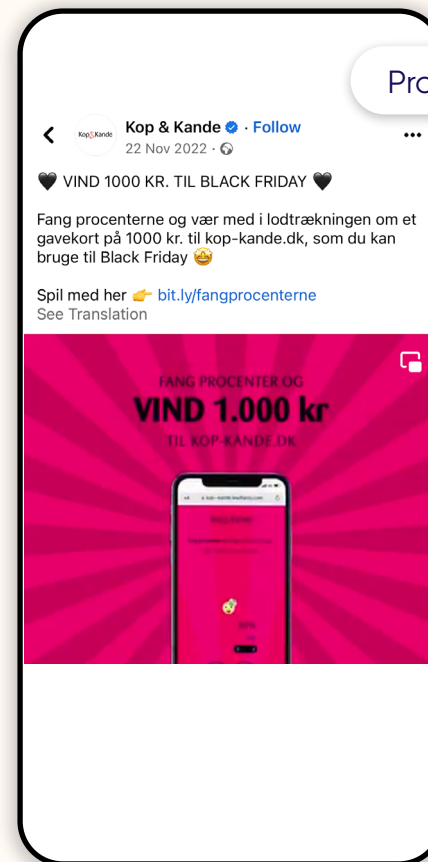 Pro
Kop & Kande · Follow
Kop & Kande
22 Nov 2022 ·
🖤 VIND 1000 KR. TIL BLACK FRIDAY 🖤
Fang procenterne og vær med i lodtrækningen om et
gavekort på 1000 kr. til kop-kande.dk, som du kan
bruge til Black Friday 🤩
Spil med her 👉 bit.ly/fangprocenterne
See Translation
FANG PROCENTER OG
VIND 1.000 kr
TIL KOP-KANDE.DK